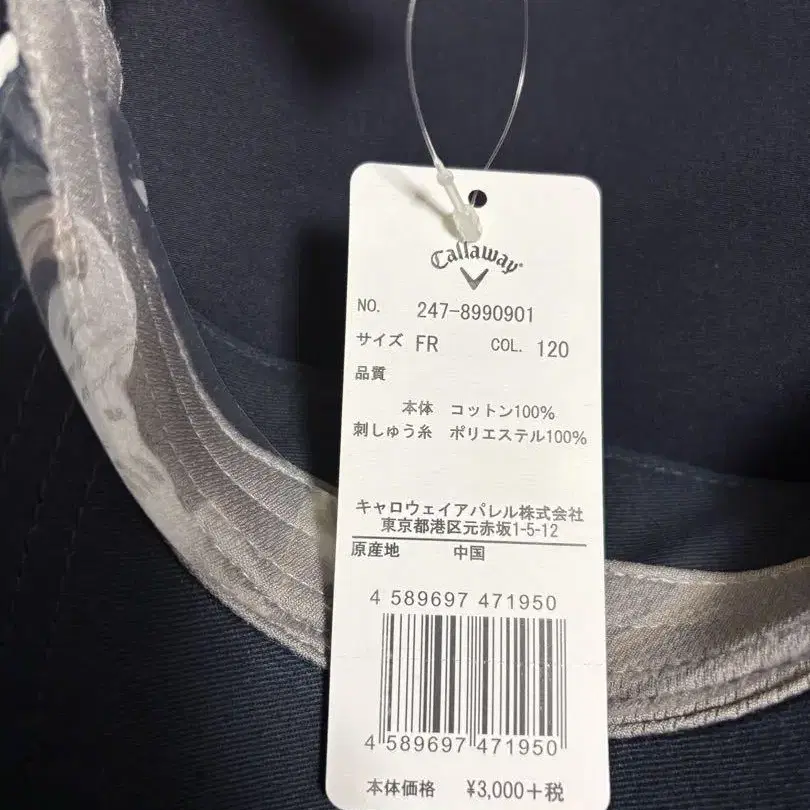 Callaway
NO. 247-8990901
サイズ FR COL. 120
品質
本体 コットン100%
刺しゅう糸 ポリエステル100%
キャロウェイアパレル株式会社
東京都港区元赤坂1-5-12
原産地 中国
4 589697 471950
4 589697 471950
本体価格 ¥3,000+税